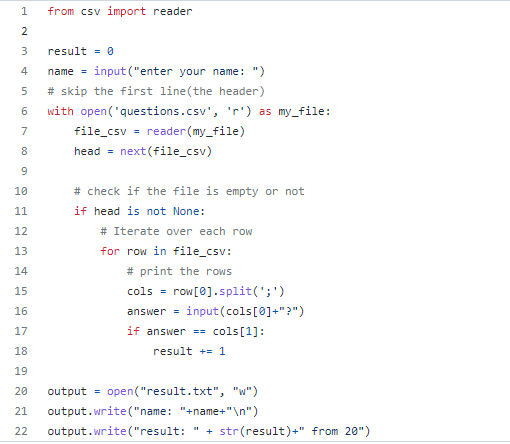 1 from csv import reader
2
3 result = 0
4 name = input("enter your name: ")
5 # skip the first line(the header)
6 with open('questions.csv', 'r') as my_file:
7     file_csv = reader(my_file)
8     head = next(file_csv)
9
10     # check if the file is empty or not
11     if head is not None:
12         # Iterate over each row
13         for row in file_csv:
14             # print the rows
15             cols = row[0].split(';')
16             answer = input(cols[0]+"?")
17             if answer == cols[1]:
18                 result += 1
19
20 output = open("result.txt", "w")
21 output.write("name: "+name+"\n")
22 output.write("result: " + str(result)+" from 20")